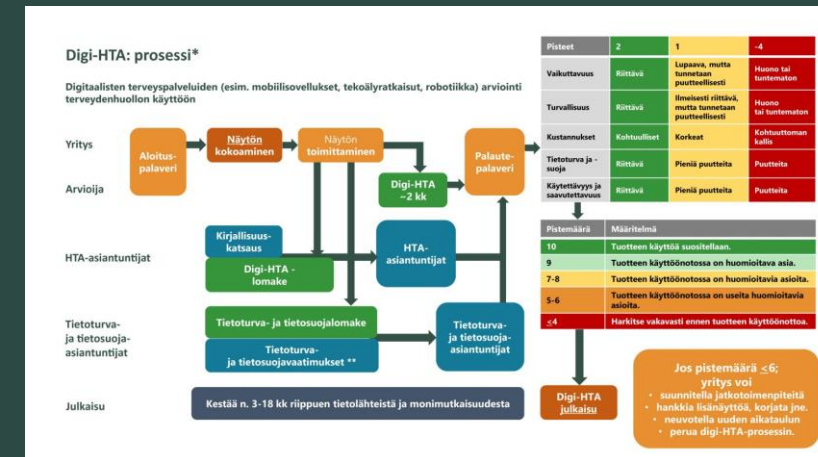 Digi-HTA: prosessi*
Digitaalisten terveyspalveluiden (esim. mobiilisovellukset, tekoälyratkaisut, robotiikka) arviointi
terveydenhuollon käyttöön
Yritys
Arvioija
HTA-asiantuntijat
Tietoturva-
ja tietosuoja-
asiantuntijat
Julkaisu
Aloitus-
palaveri
Näytön
kokoaminen
Näytön
toimittaminen
Digi-HTA
~2 kk
Palaute-
palaveri
Kirjallisuus-
katsaus
Digi-HTA -
lomake
HTA-
asiantuntijat
Tietoturva- ja tietosuojalomake
Tietoturva-
ja tietosuojavaatimukset **
Tietoturva-
ja tietosuoja-
asiantuntijat
Kestää n. 3-18 kk riippuen tietolähteistä ja monimutkaisuudesta
Pisteet 2 1 -4
Vaikuttavuus Riittävä Lupaava, mutta
tunnetaan
puutteellisesti Huono tai
tuntematon
Turvallisuus Riittävä Ilmeisesti riittävä,
mutta tunnetaan
puutteellisesti Huono
tai tuntematon
Kustannukset Kohtuulliset Korkeat Kohtuuttoman
kallis
Tietoturva ja -
suoja Riittävä Pieniä puutteita Puutteita
Käytettävyys ja
saavutettavuus Riittävä Pieniä puutteita Puutteita
Pistemäärä Määritelmä
10 Tuotteen käyttöä suositellaan.
9 Tuotteen käyttöönotossa on huomioitava asia.
7-8 Tuotteen käyttöönotossa on huomioitavia asioita.
5-6 Tuotteen käyttöönotossa on useita huomioitavia
asioita.
≤4 Harkitse vakavasti ennen tuotteen käyttöönottoa.
Digi-HTA
julkaisu
Jos pistemäärä ≤6;
yritys voi
• suunnitella jatkotoimenpiteitä
• hankkia lisänäyttöä, korjata jne.
• neuvotella uuden aikataulun
• perua digi-HTA-prosessin.